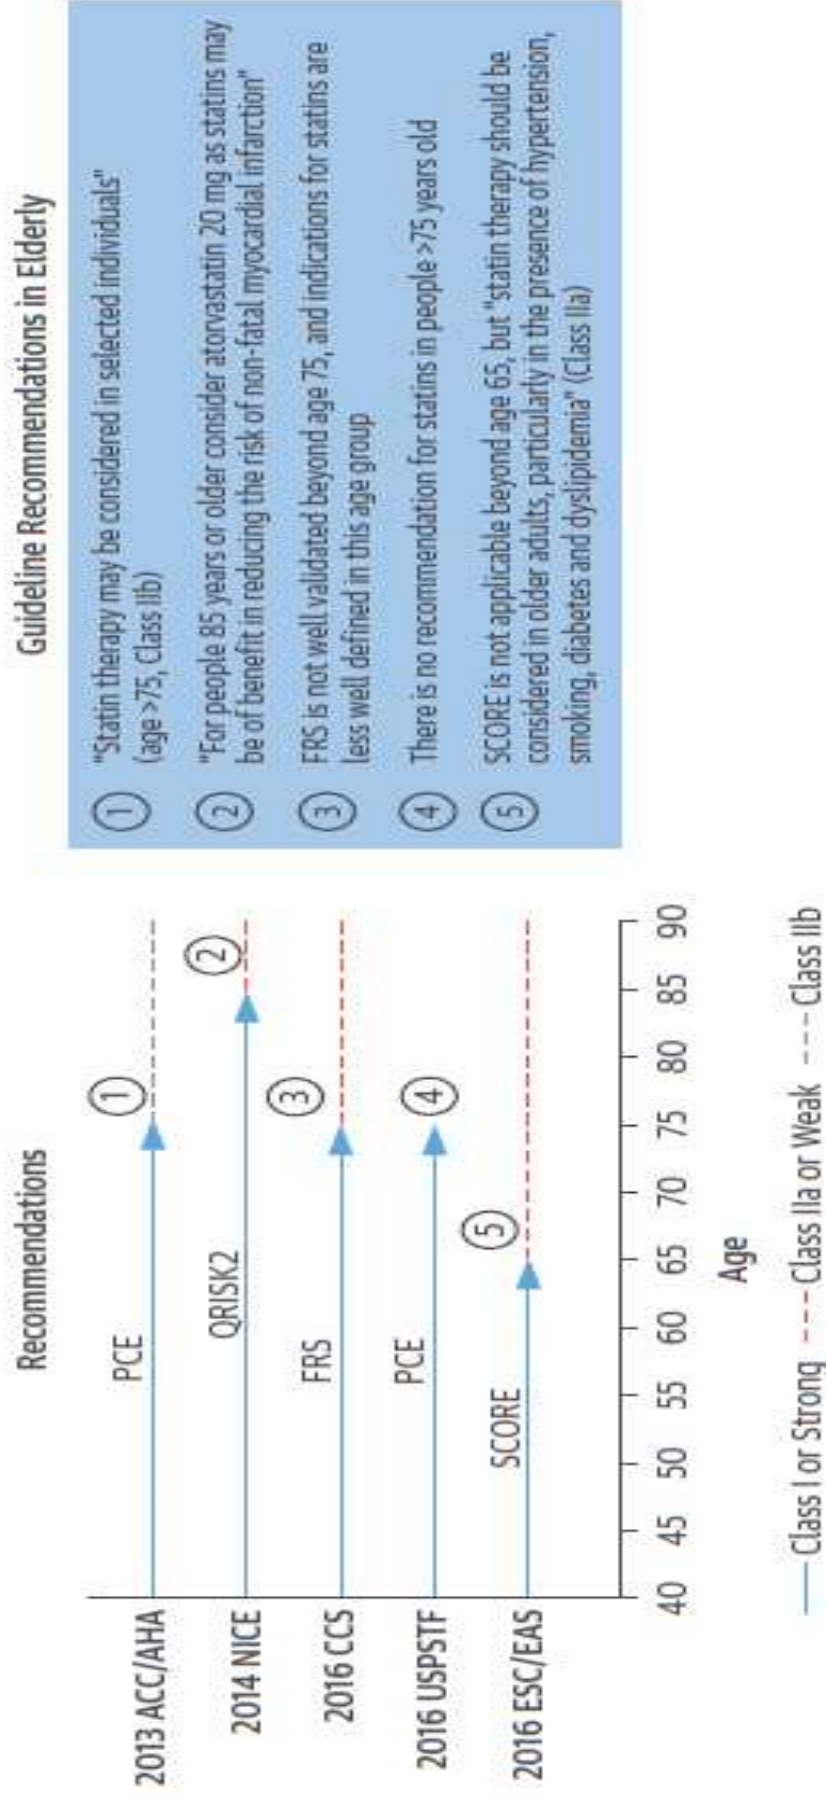 Recommendations
2013 ACC/AHA
PCE
1
2014 NICE
QRISK2
2
2016 CCS
FRS
3
2016 USPSTF
PCE
4
2016 ESC/EAS
SCORE
5
40 45 50 55 60 65 70 75 80 85 90
Age
Class I or Strong
Class IIa or Weak
Class IIb
Guideline Recommendations in Elderly
1 "Statin therapy may be considered in selected individuals"
(age >75, Class IIb)
2 "For people 85 years or older consider atorvastatin 20 mg as statins may
be of benefit in reducing the risk of non-fatal myocardial infarction"
3 FRS is not well validated beyond age 75, and indications for statins are
less well defined in this age group
4 There is no recommendation for statins in people >75 years old
5 SCORE is not applicable beyond age 65, but "statin therapy should be
considered in older adults, particularly in the presence of hypertension,
smoking, diabetes and dyslipidemia" (Class IIa)